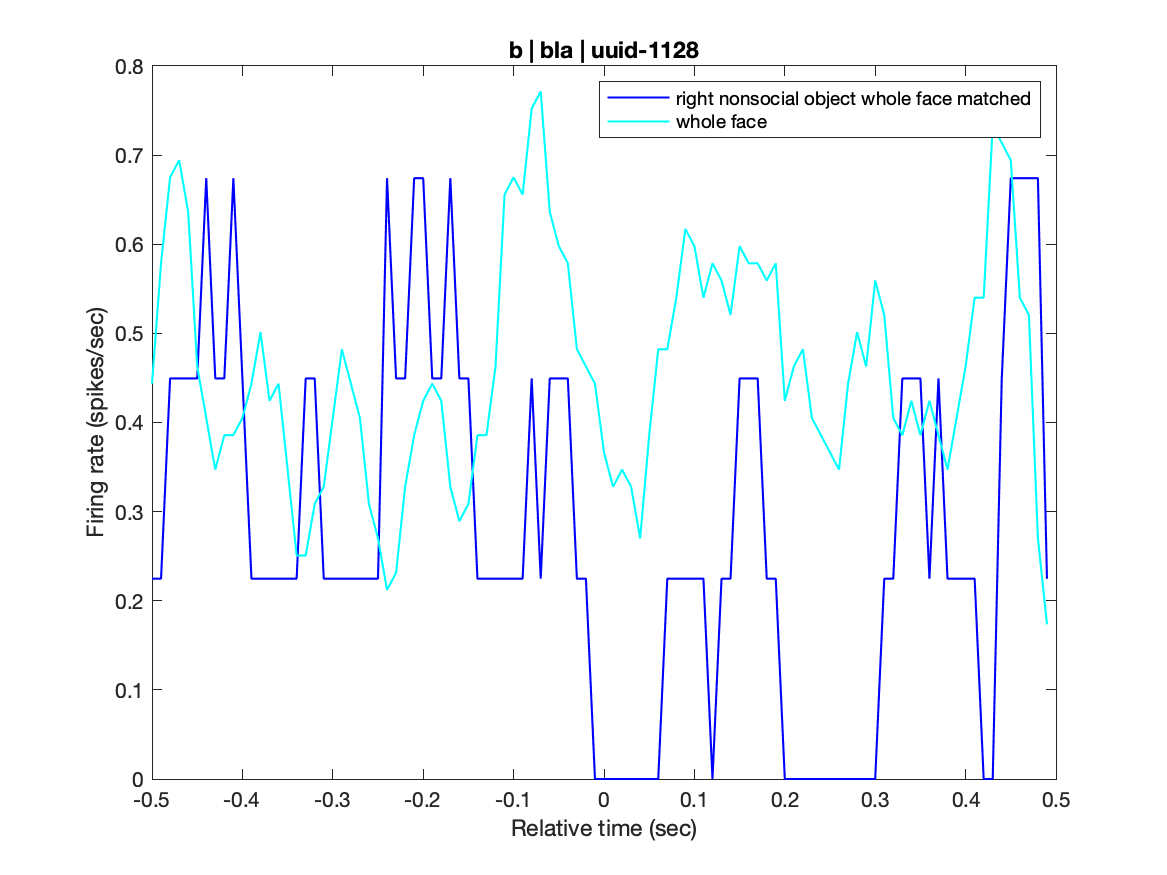 b | bla | uuid-1128
right nonsocial object whole face matched
whole face
Firing rate (spikes/sec)
0.8
0.7
0.6
0.5
0.4
0.3
0.2
0.1
0
-0.5 -0.4 -0.3 -0.2 -0.1 0 0.1 0.2 0.3 0.4 0.5
Relative time (sec)